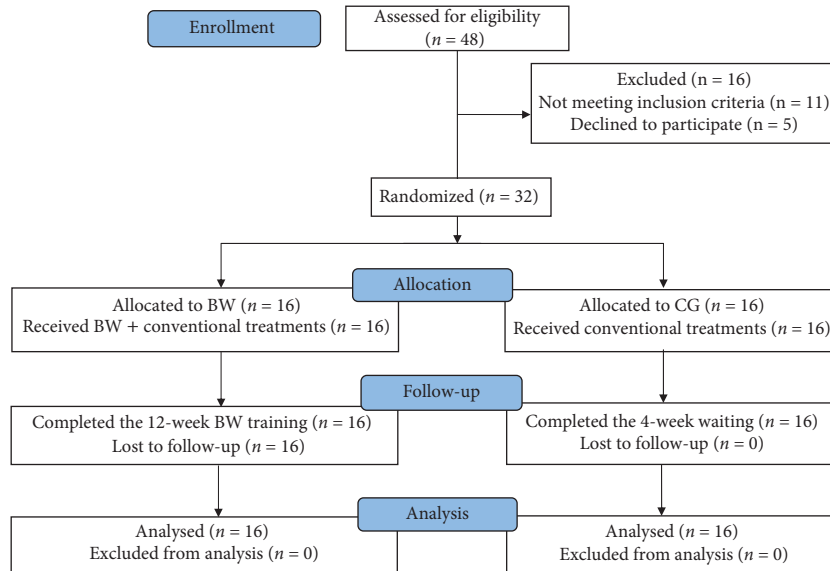 Enrollment
Assessed for eligibility
(n = 48)
Excluded (n = 16)
Not meeting inclusion criteria (n = 11)
Declined to participate (n = 5)
Randomized (n = 32)
Allocation
Allocated to BW (n = 16)
Received BW + conventional treatments (n = 16)
Allocated to CG (n = 16)
Received conventional treatments (n = 16)
Follow-up
Completed the 12-week BW training (n = 16)
Lost to follow-up (n = 16)
Completed the 4-week waiting (n = 16)
Lost to follow-up (n = 0)
Analysis
Analysed (n = 16)
Excluded from analysis (n = 0)
Analysed (n = 16)
Excluded from analysis (n = 0)